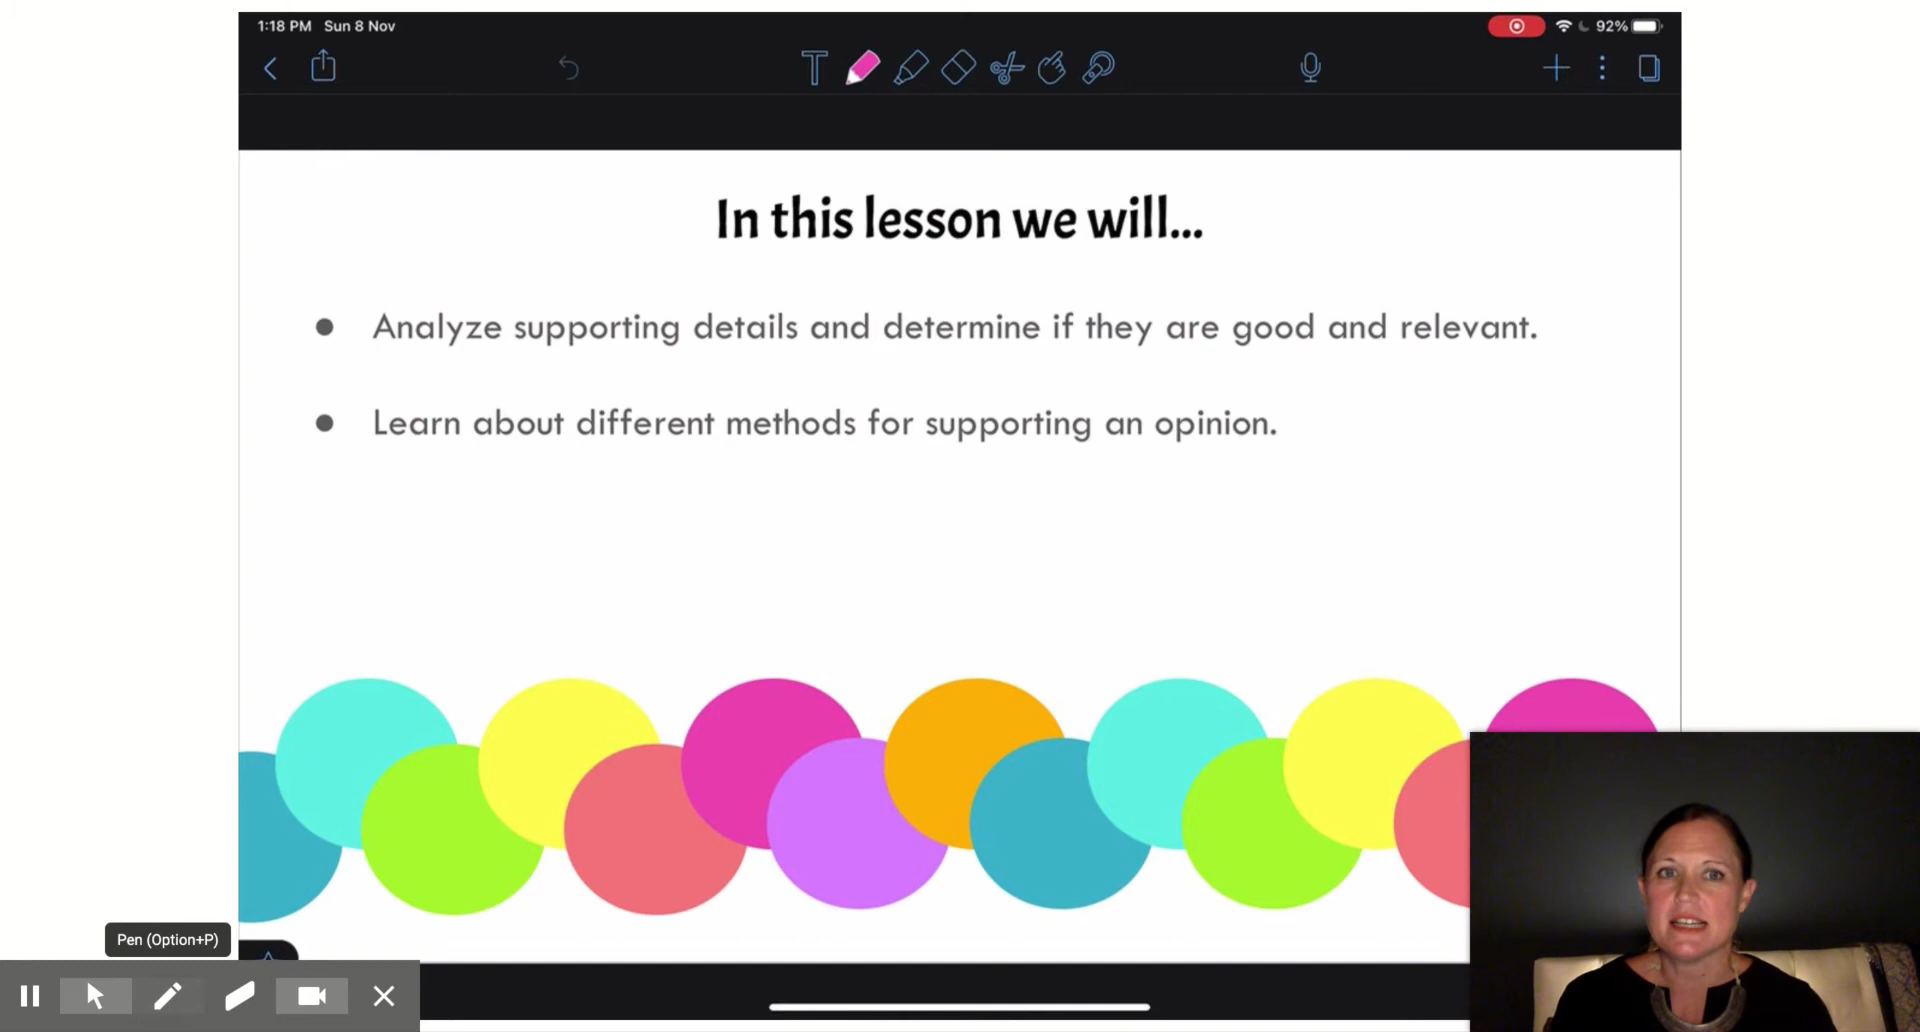 1:18 PM Sun 8 Nov
92%
T
In this lesson we will...
● Analyze supporting details and determine if they are good and relevant.
● Learn about different methods for supporting an opinion.
Pen (Option+P)